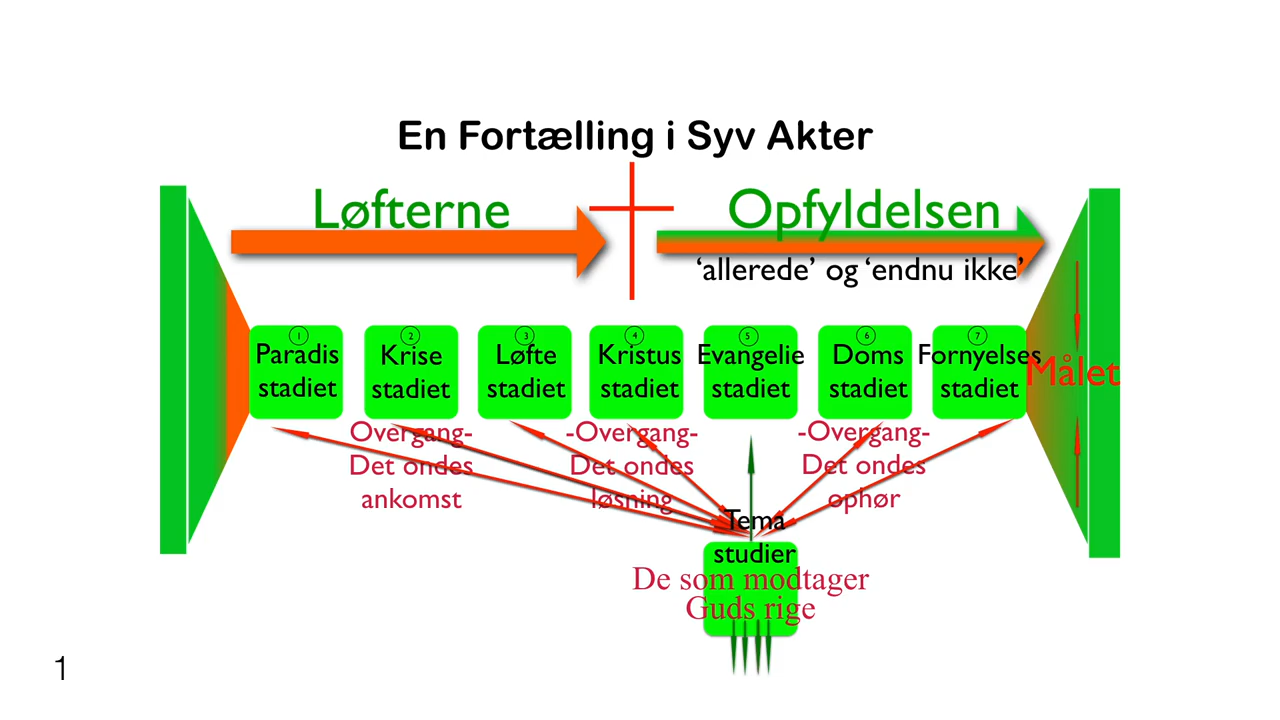 En Fortælling i Syv Akter
Løfterne
Opfyldelsen
‘allerede’ og ‘endnu ikke’
1
Paradis
stadiet
2
Krise
stadiet
3
Løfte
stadiet
4
Kristus
stadiet
5
Evangelie
stadiet
6
Doms
stadiet
7
Fornyelses
stadiet
Målet
Overgang-
Det ondes
ankomst
-Overgang-
Det ondes
løsning
-Overgang-
Det ondes
ophør
Tema
studier
De som modtager
Guds rige
1